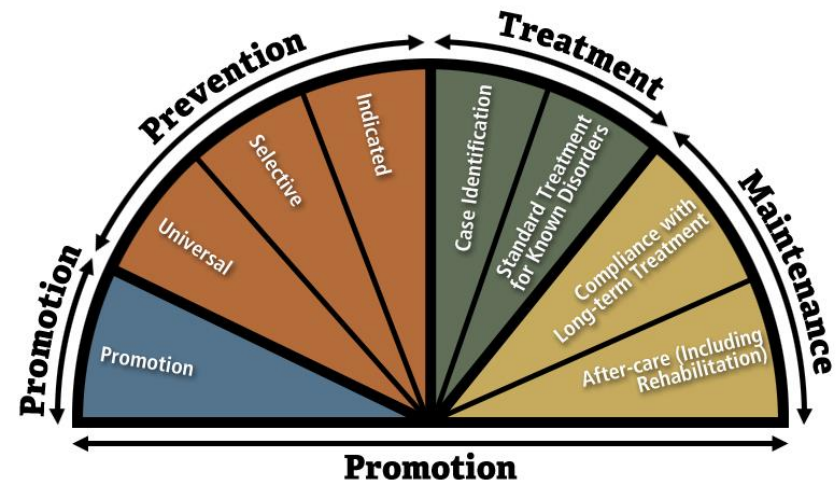 Promotion
Prevention
Treatment
Maintenance
Promotion
Universal
Selective
Indicated
Case Identification
Standard Treatment
for Known Disorders
Compliance with
Long-term Treatment
After-care (Including
Rehabilitation)
Promotion